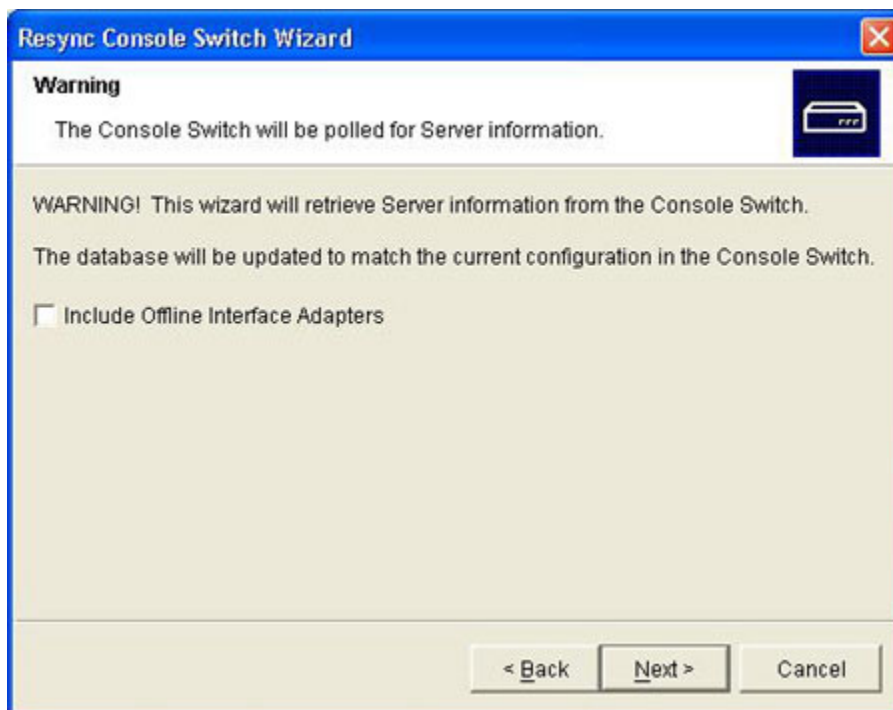 Resync Console Switch Wizard
Warning
The Console Switch will be polled for Server information.
WARNING! This wizard will retrieve Server information from the Console Switch.
The database will be updated to match the current configuration in the Console Switch.
Include Offline Interface Adapters
< Back
Next >
Cancel